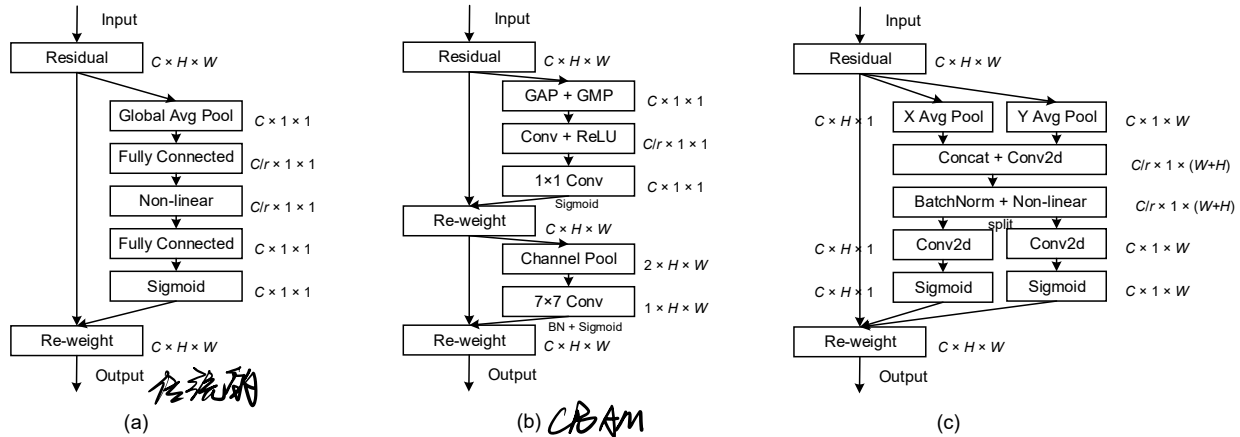 Input
Residual
C × H × W
Global Avg Pool
C × 1 × 1
Fully Connected
C/r × 1 × 1
Non-linear
C/r × 1 × 1
Fully Connected
C × 1 × 1
Sigmoid
C × 1 × 1
Re-weight
C × H × W
Output
传统的
(a)
Input
Residual
C × H × W
GAP + GMP
C × 1 × 1
Conv + ReLU
C/r × 1 × 1
1×1 Conv
C × 1 × 1
Sigmoid
Re-weight
C × H × W
Channel Pool
2 × H × W
7×7 Conv
1 × H × W
BN + Sigmoid
Re-weight
C × H × W
Output
(b) CBAM
Input
Residual
C × H × W
C × H × 1
X Avg Pool
Y Avg Pool
C × 1 × W
Concat + Conv2d
C/r × 1 × (W+H)
BatchNorm + Non-linear
C/r × 1 × (W+H)
split
C × H × 1
Conv2d
Conv2d
C × 1 × W
C × H × 1
Sigmoid
Sigmoid
C × 1 × W
Re-weight
C × H × W
Output
(c)